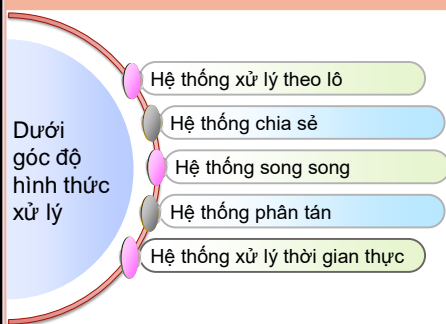 Dưới
góc độ
hình thức
xử lý
Hệ thống xử lý theo lô
Hệ thống chia sẻ
Hệ thống song song
Hệ thống phân tán
Hệ thống xử lý thời gian thực